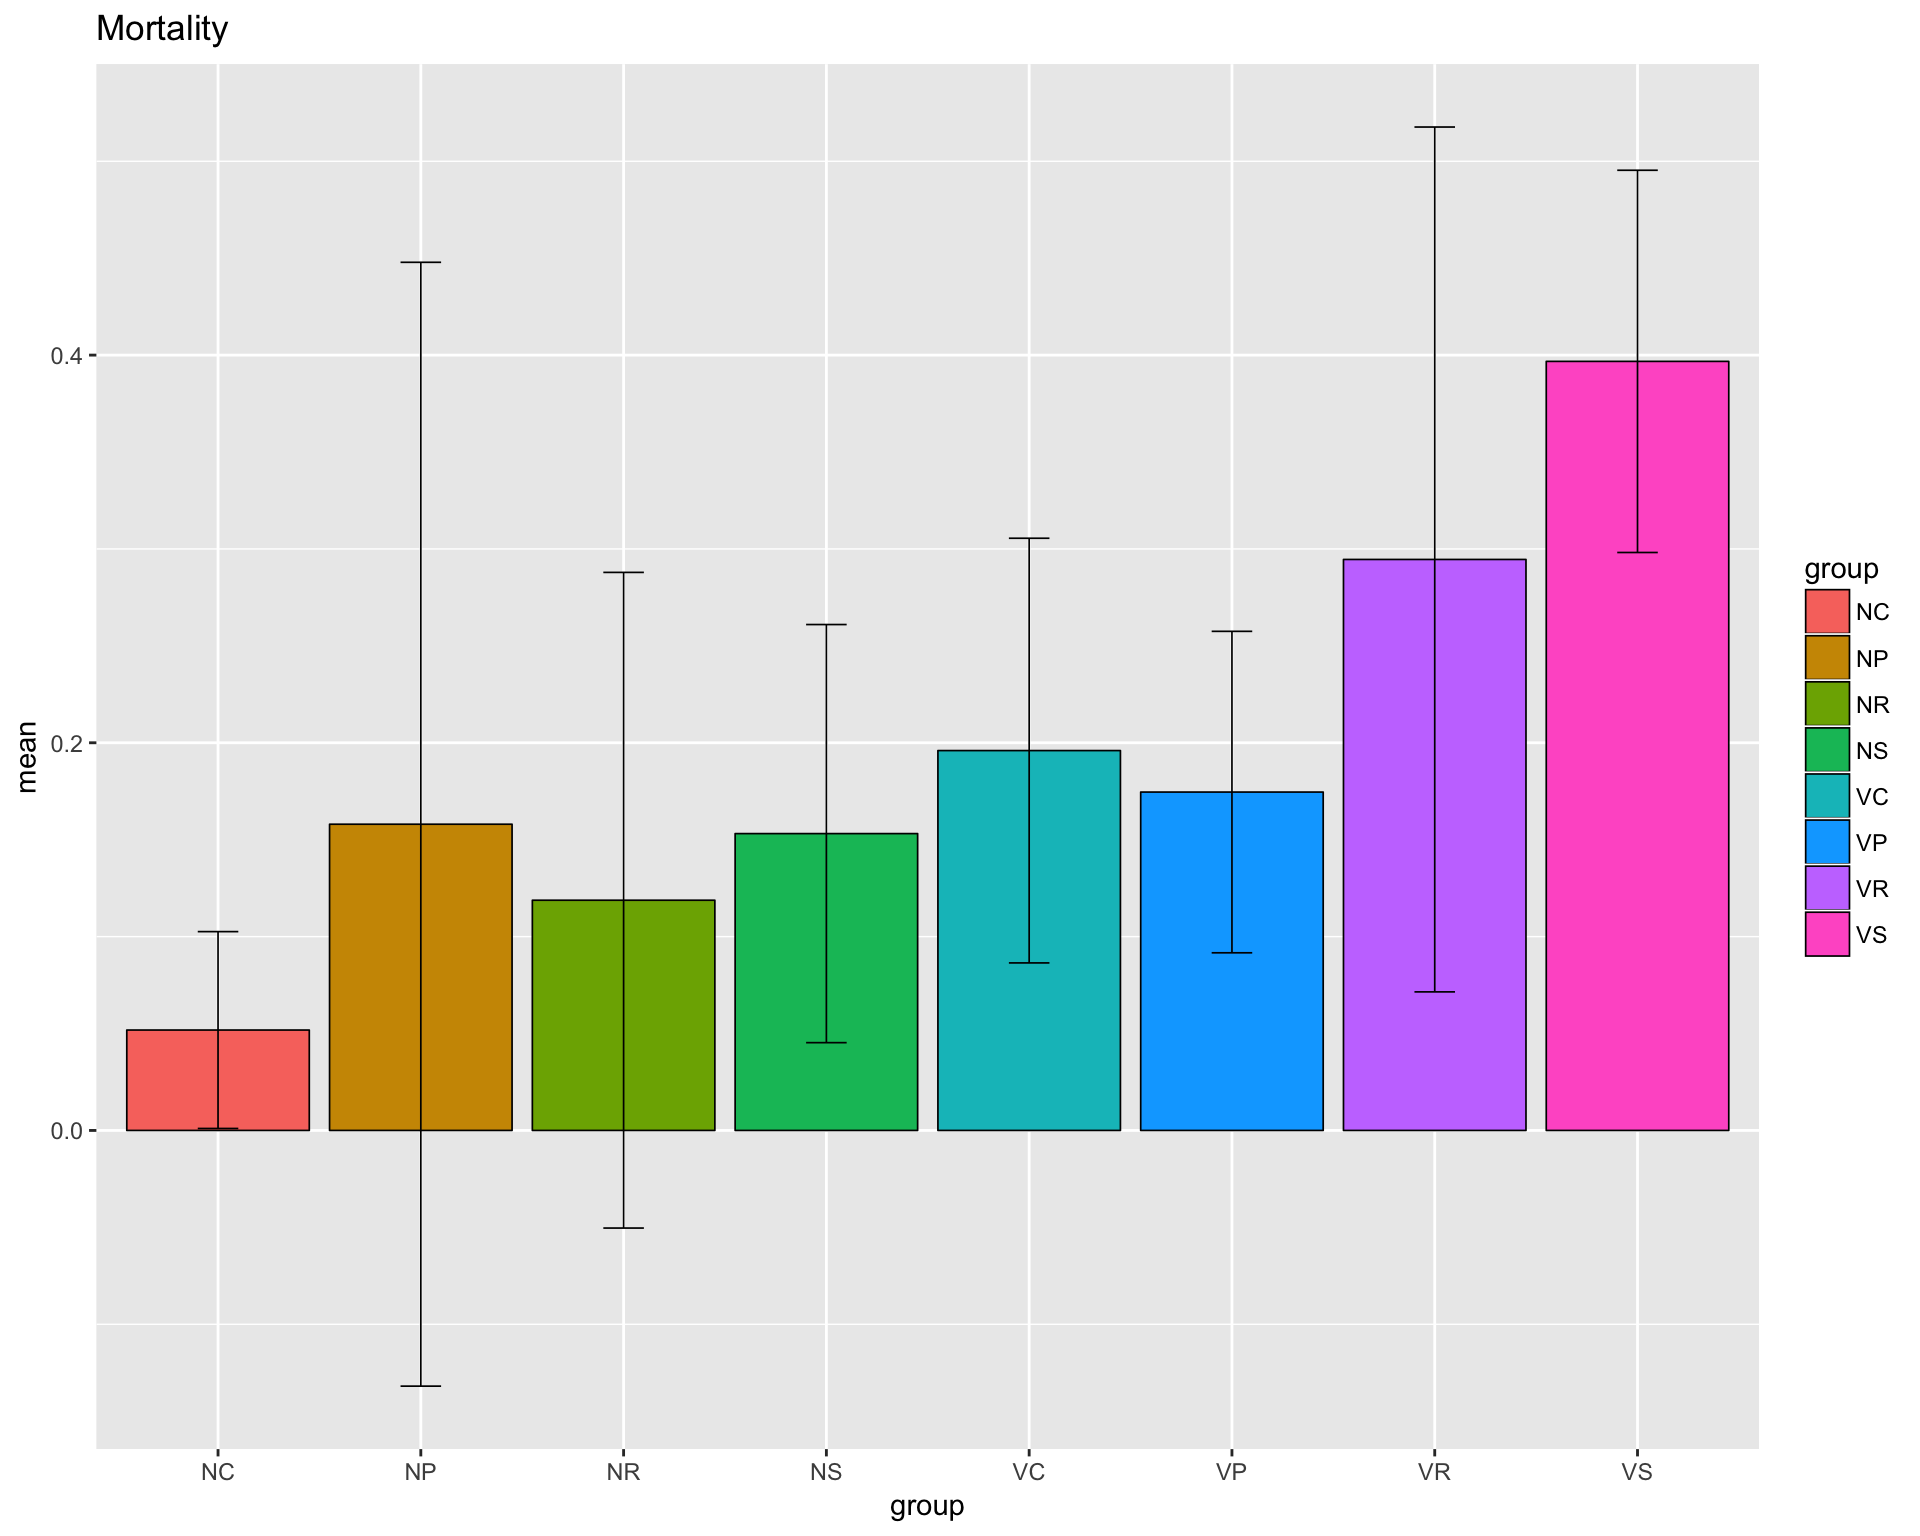 Mortality
mean
0.4
0.2
0.0
NC NP NR NS VC VP VR VS
group
group
NC
NP
NR
NS
VC
VP
VR
VS